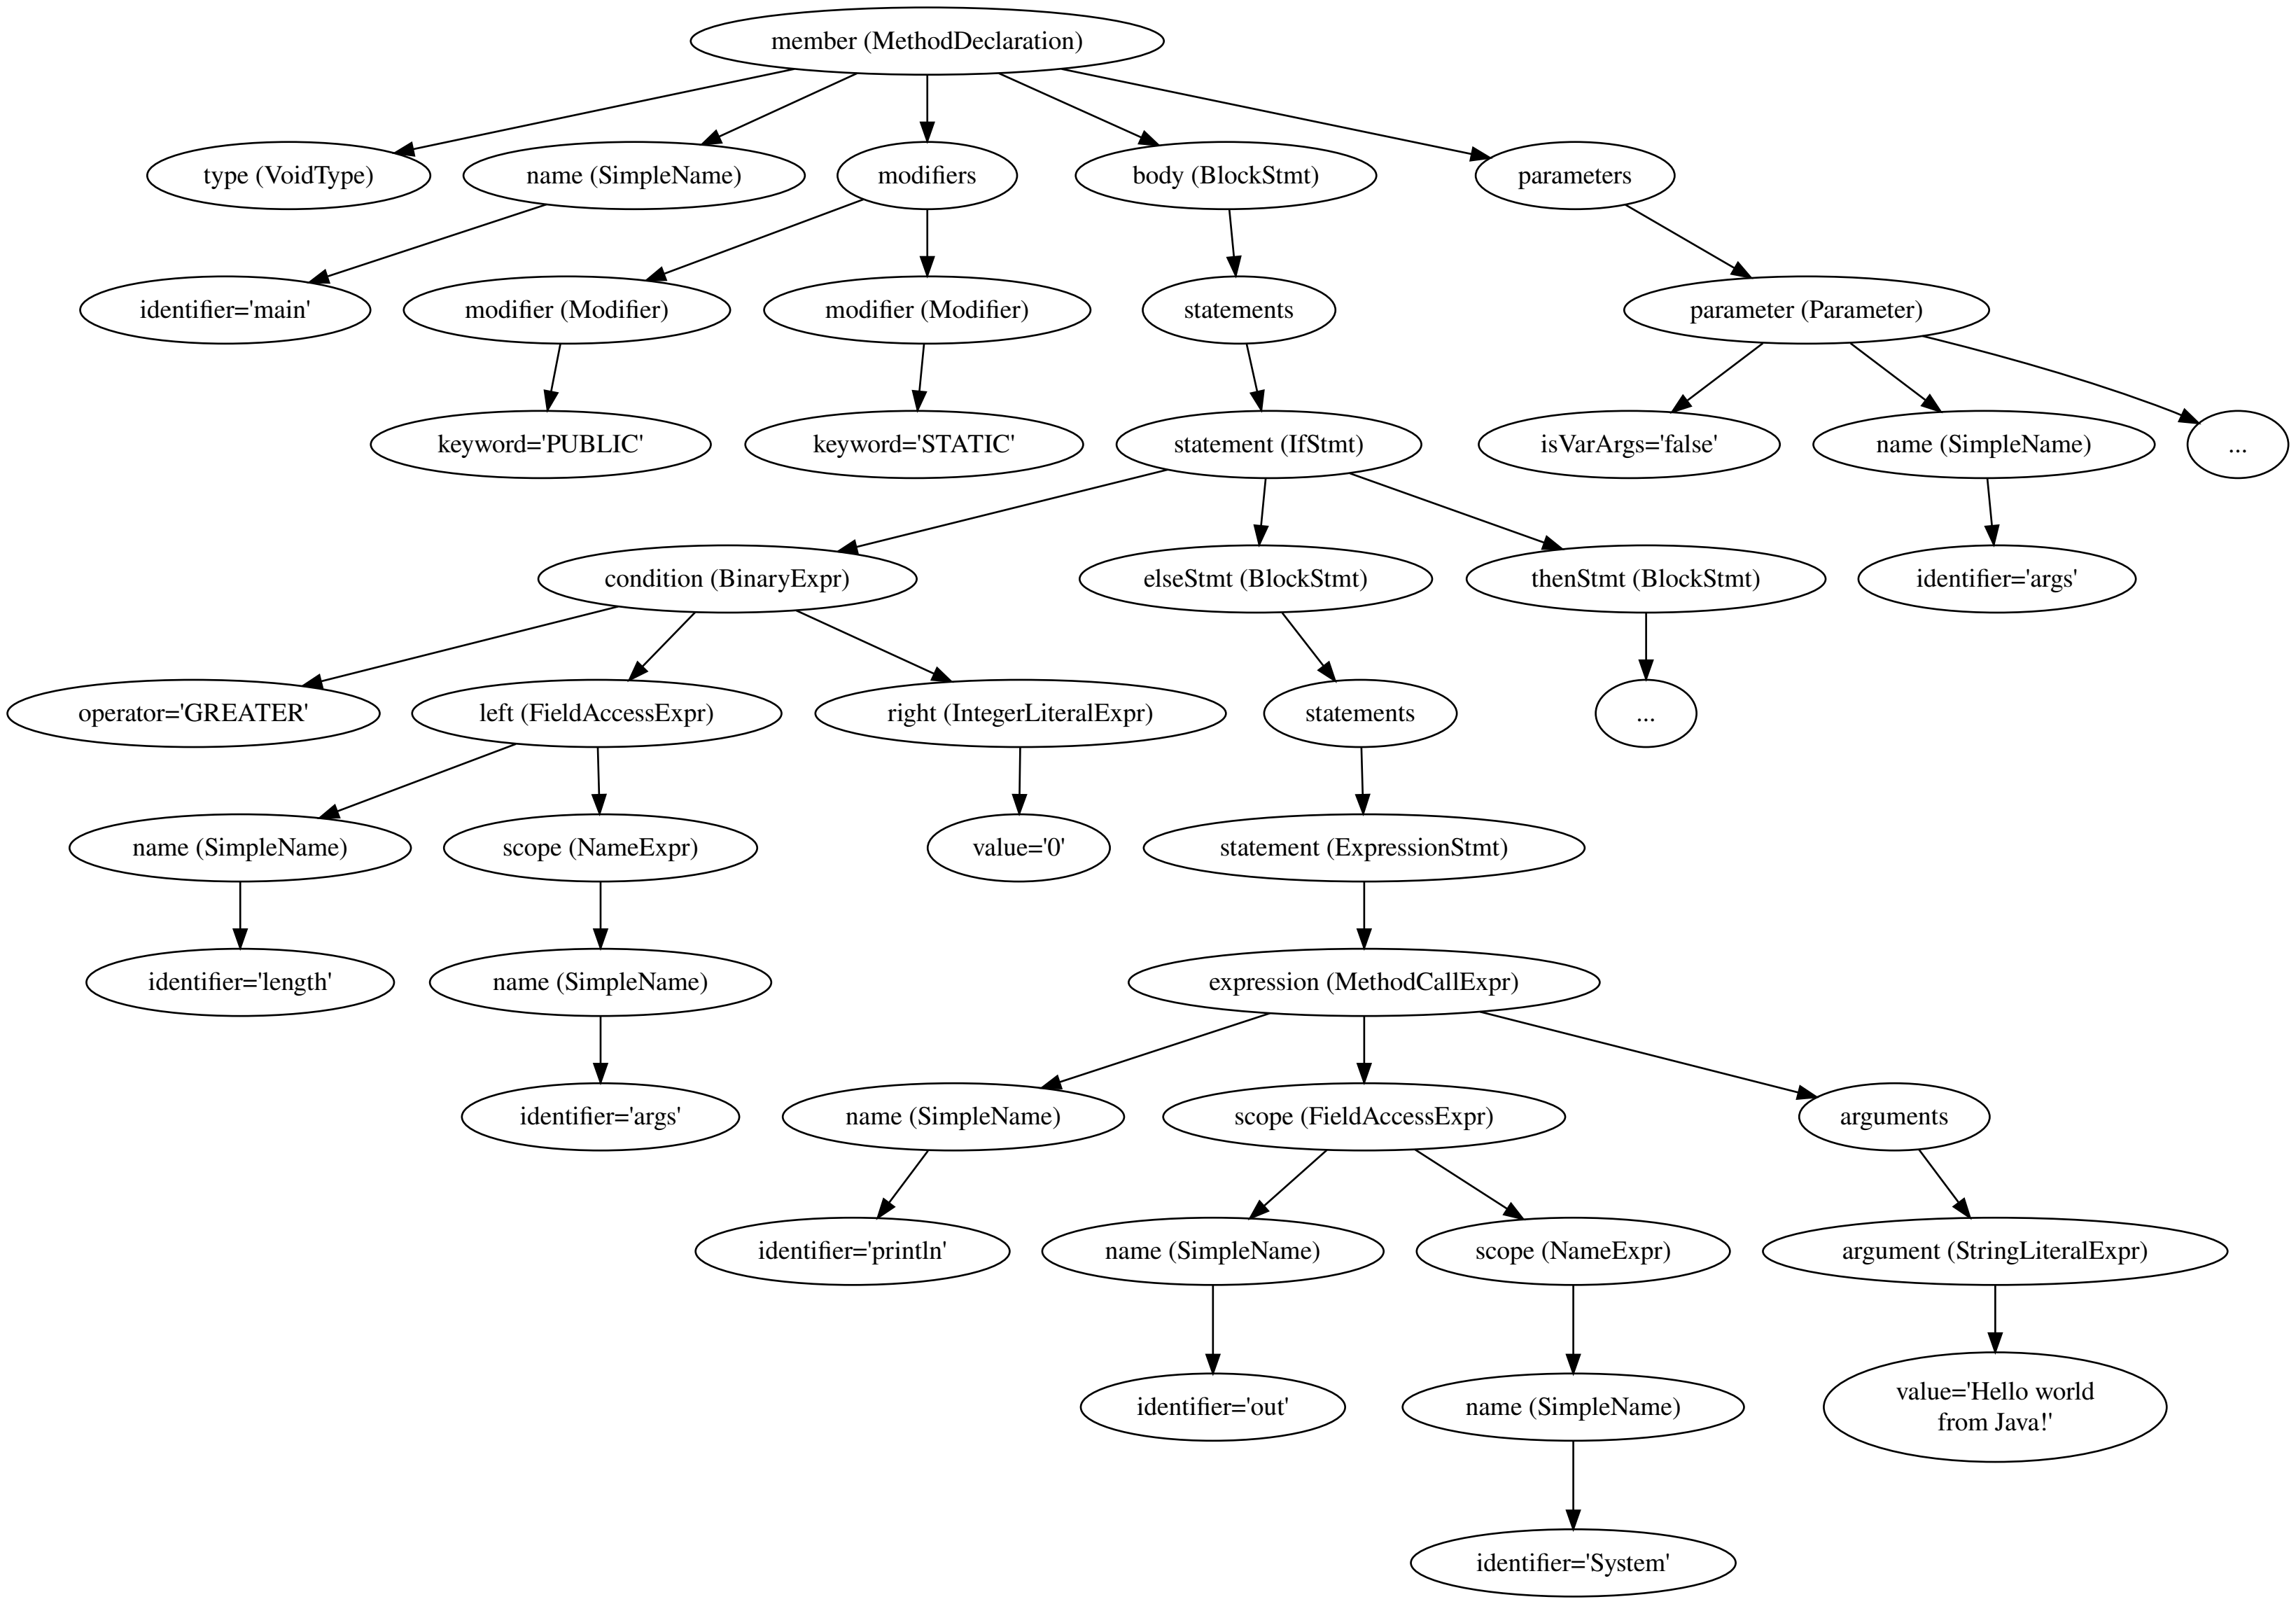 member (MethodDeclaration)
type (VoidType)
name (SimpleName)
modifiers
body (BlockStmt)
parameters
identifier='main'
modifier (Modifier)
modifier (Modifier)
statements
parameter (Parameter)
keyword='PUBLIC'
keyword='STATIC'
statement (IfStmt)
isVarArgs='false'
name (SimpleName)
...
condition (BinaryExpr)
elseStmt (BlockStmt)
thenStmt (BlockStmt)
identifier='args'
operator='GREATER'
left (FieldAccessExpr)
right (IntegerLiteralExpr)
statements
...
name (SimpleName)
scope (NameExpr)
value='0'
statement (ExpressionStmt)
identifier='length'
name (SimpleName)
expression (MethodCallExpr)
identifier='args'
name (SimpleName)
scope (FieldAccessExpr)
arguments
identifier='println'
name (SimpleName)
scope (NameExpr)
argument (StringLiteralExpr)
identifier='out'
name (SimpleName)
value='Hello world
from Java!'
identifier='System'